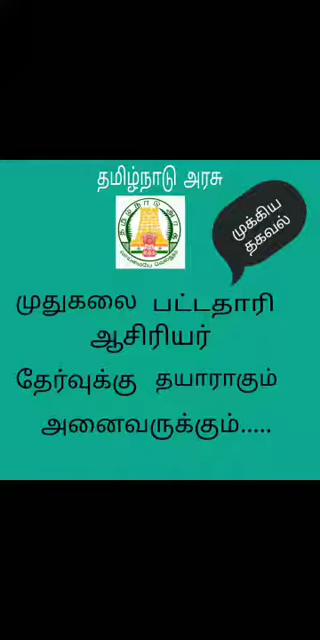 தமிழ்நாடு அரசு
முக்கிய
தகவல்
முதுகலை பட்டதாரி
ஆசிரியர்
தேர்வுக்கு தயாராகும்
அனைவருக்கும்.....